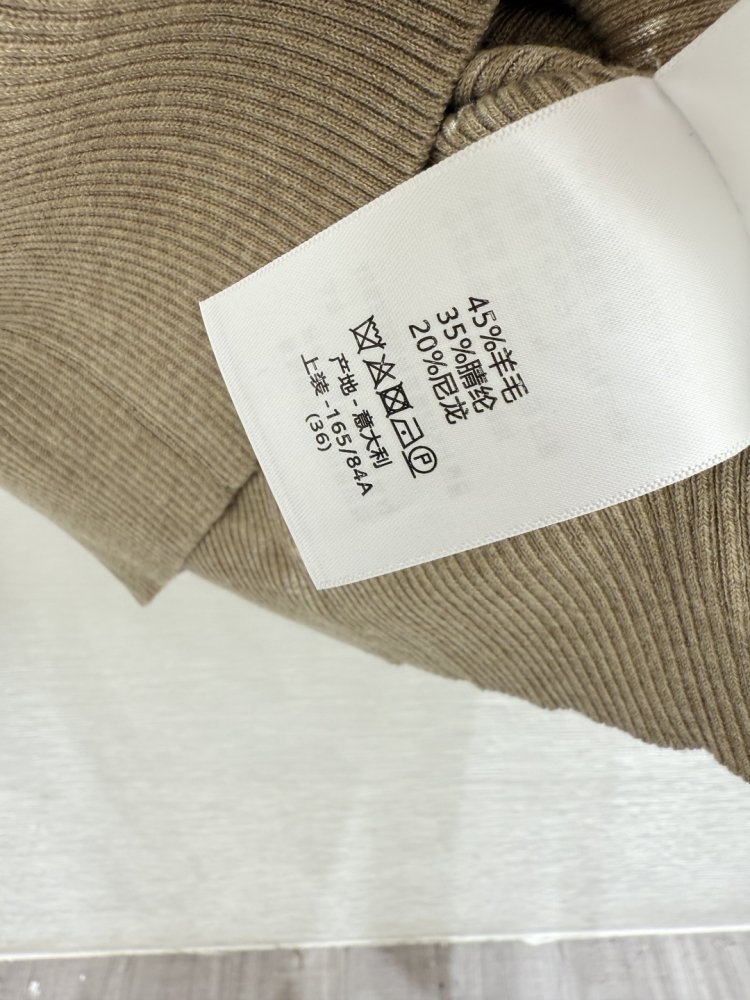 45%羊毛
35%腈纶
20%尼龙
P
产地 - 意大利
上装 -165/84A
(36)